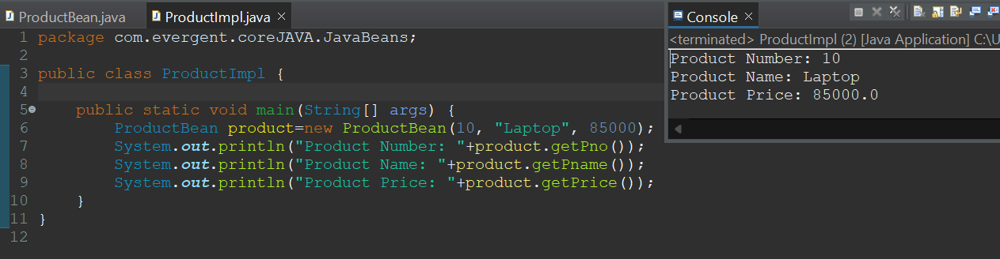 ProductBean.java
ProductImpl.java
1 package com.evergent.coreJAVA.JavaBeans;
2
3 public class ProductImpl {
4
5 public static void main(String[] args) {
6 ProductBean product=new ProductBean(10, "Laptop", 85000);
7 System.out.println("Product Number: "+product.getPno());
8 System.out.println("Product Name: "+product.getPname());
9 System.out.println("Product Price: "+product.getPrice());
10 }
11 }
12
Console
<terminated> ProductImpl (2) [Java Application] C:\U
Product Number: 10
Product Name: Laptop
Product Price: 85000.0